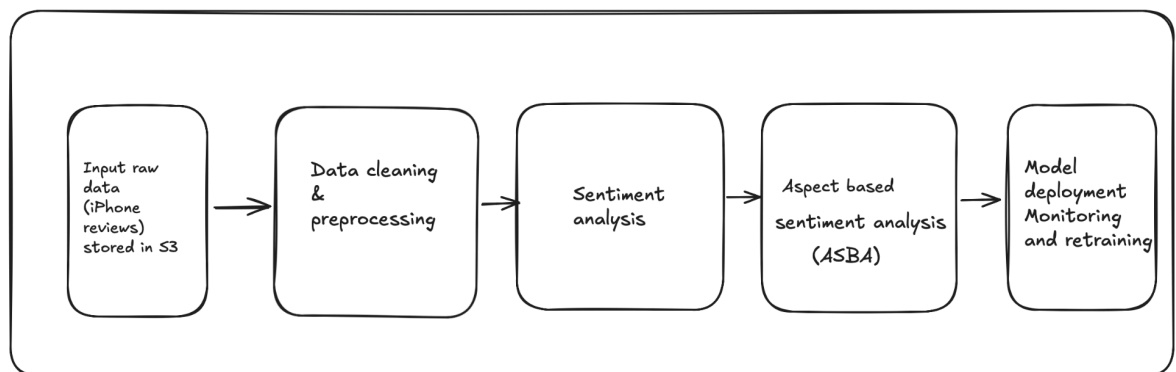 Input raw
data
(iPhone
reviews)
stored in S3
Data cleaning
&
preprocessing
Sentiment
analysis
Aspect based
sentiment analysis
(ASBA)
Model
deployment
Monitoring
and retraining